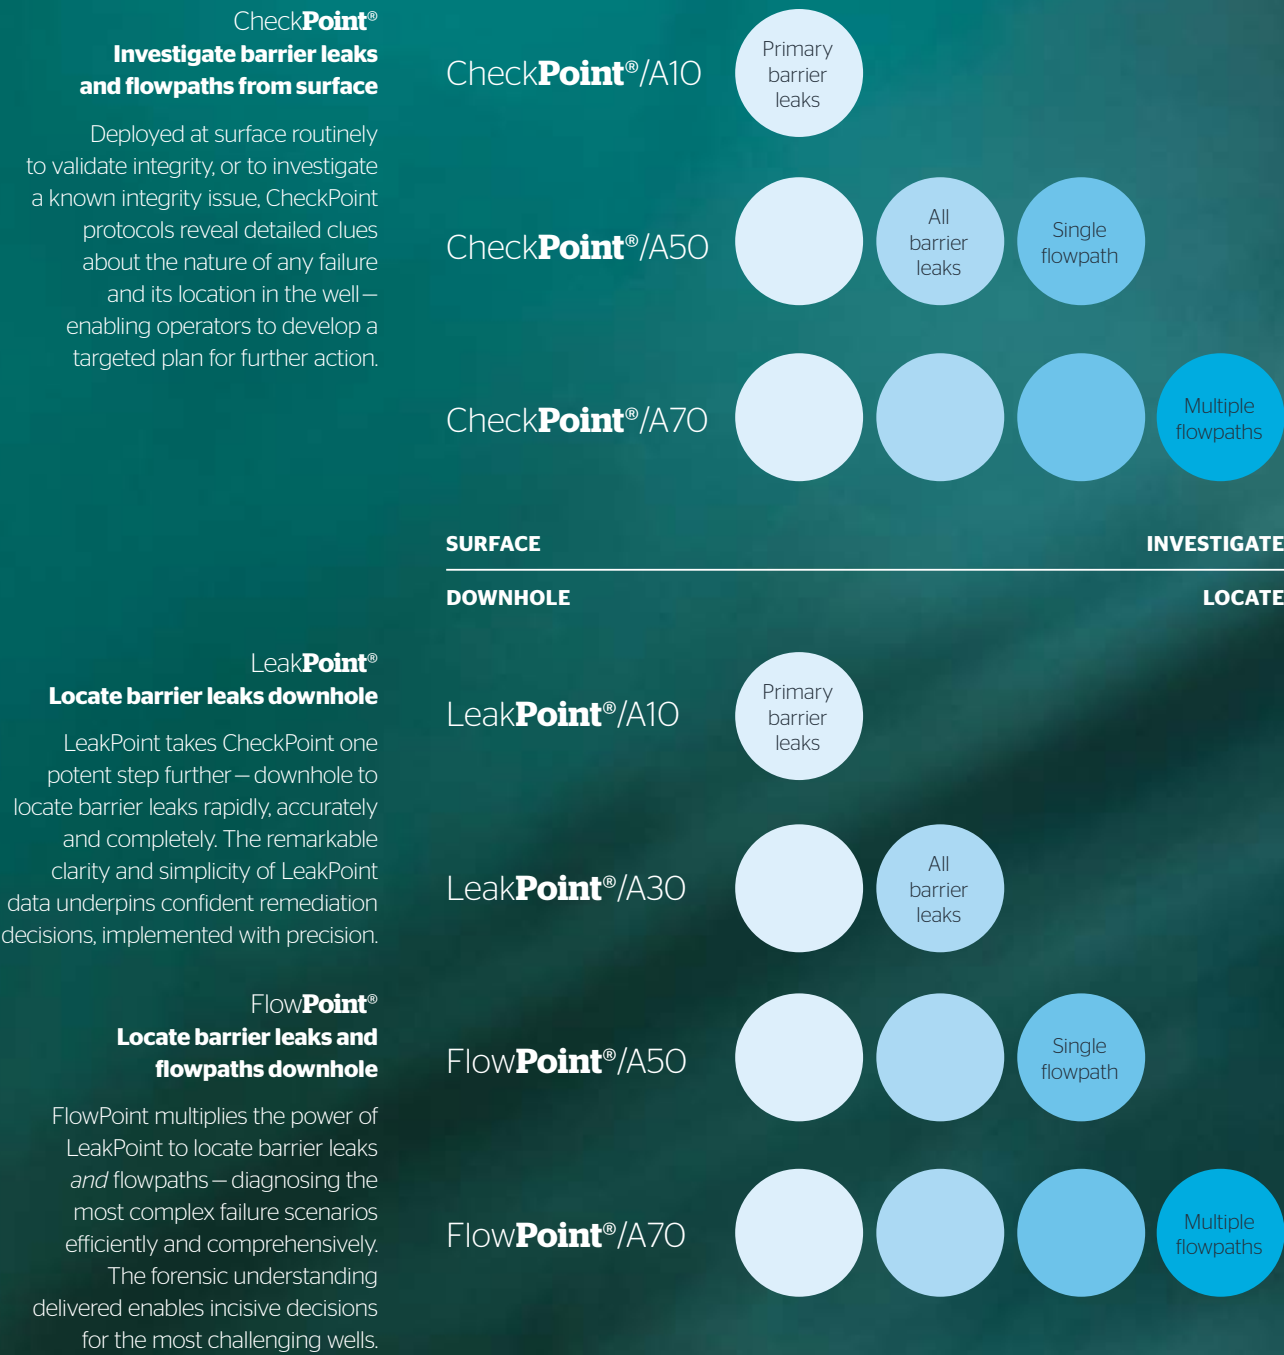 CheckPoint®
Investigate barrier leaks
and flowpaths from surface
Deployed at surface routinely
to validate integrity, or to investigate
a known integrity issue, CheckPoint
protocols reveal detailed clues
about the nature of any failure
and its location in the well—
enabling operators to develop a
targeted plan for further action.
CheckPoint®/A10
Primary
barrier
leaks
CheckPoint®/A50
All
barrier
leaks
Single
flowpath
CheckPoint®/A70
Multiple
flowpaths
SURFACE
INVESTIGATE
DOWNHOLE
LOCATE
LeakPoint®
Locate barrier leaks downhole
LeakPoint takes CheckPoint one
potent step further—downhole to
locate barrier leaks rapidly, accurately
and completely. The remarkable
clarity and simplicity of LeakPoint
data underpins confident remediation
decisions, implemented with precision.
LeakPoint®/A10
Primary
barrier
leaks
LeakPoint®/A30
All
barrier
leaks
FlowPoint®
Locate barrier leaks and
flowpaths downhole
FlowPoint multiplies the power of
LeakPoint to locate barrier leaks
and flowpaths—diagnosing the
most complex failure scenarios
efficiently and comprehensively.
The forensic understanding
delivered enables incisive decisions
for the most challenging wells.
FlowPoint®/A50
Single
flowpath
FlowPoint®/A70
Multiple
flowpaths